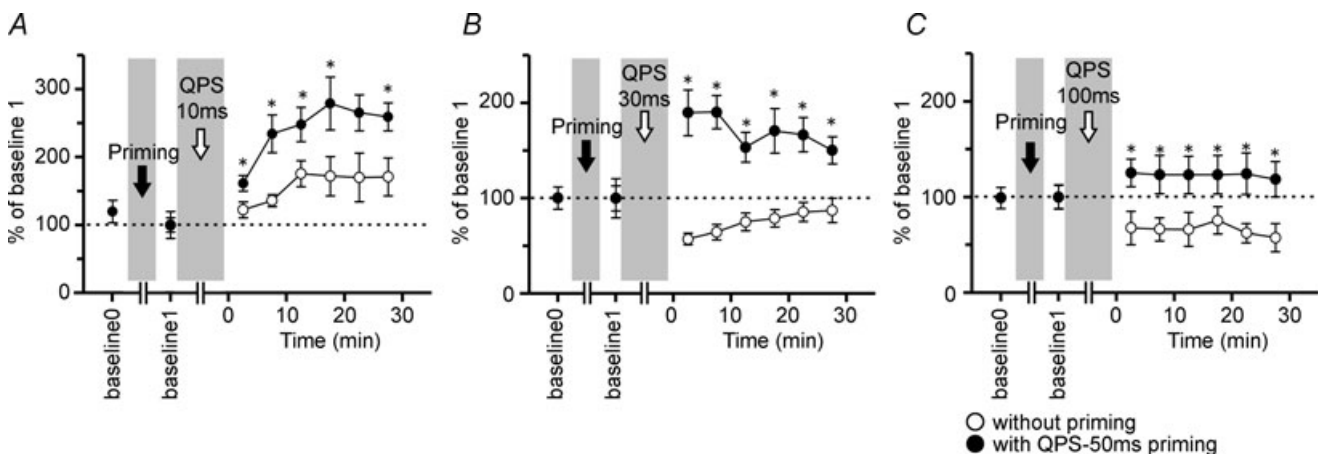 A
% of baseline 1
300
200
100
0
Priming
QPS
10ms
*
*
*
*
*
baseline0
baseline1
0
10
20
30
Time (min)
B
% of baseline 1
200
100
0
Priming
QPS
30ms
*
*
*
*
*
*
baseline0
baseline1
0
10
20
30
Time (min)
C
% of baseline 1
200
100
0
Priming
QPS
100ms
*
*
*
*
*
*
baseline0
baseline1
0
10
20
30
Time (min)
without priming
with QPS-50ms priming